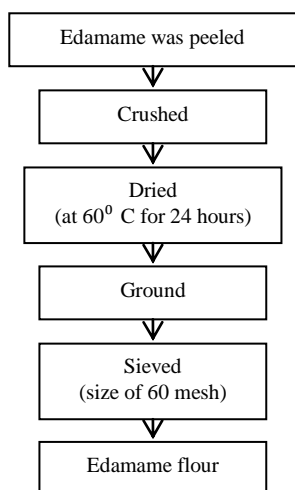 Edamame was peeled
Crushed
Dried
(at 60⁰ C for 24 hours)
Ground
Sieved
(size of 60 mesh)
Edamame flour